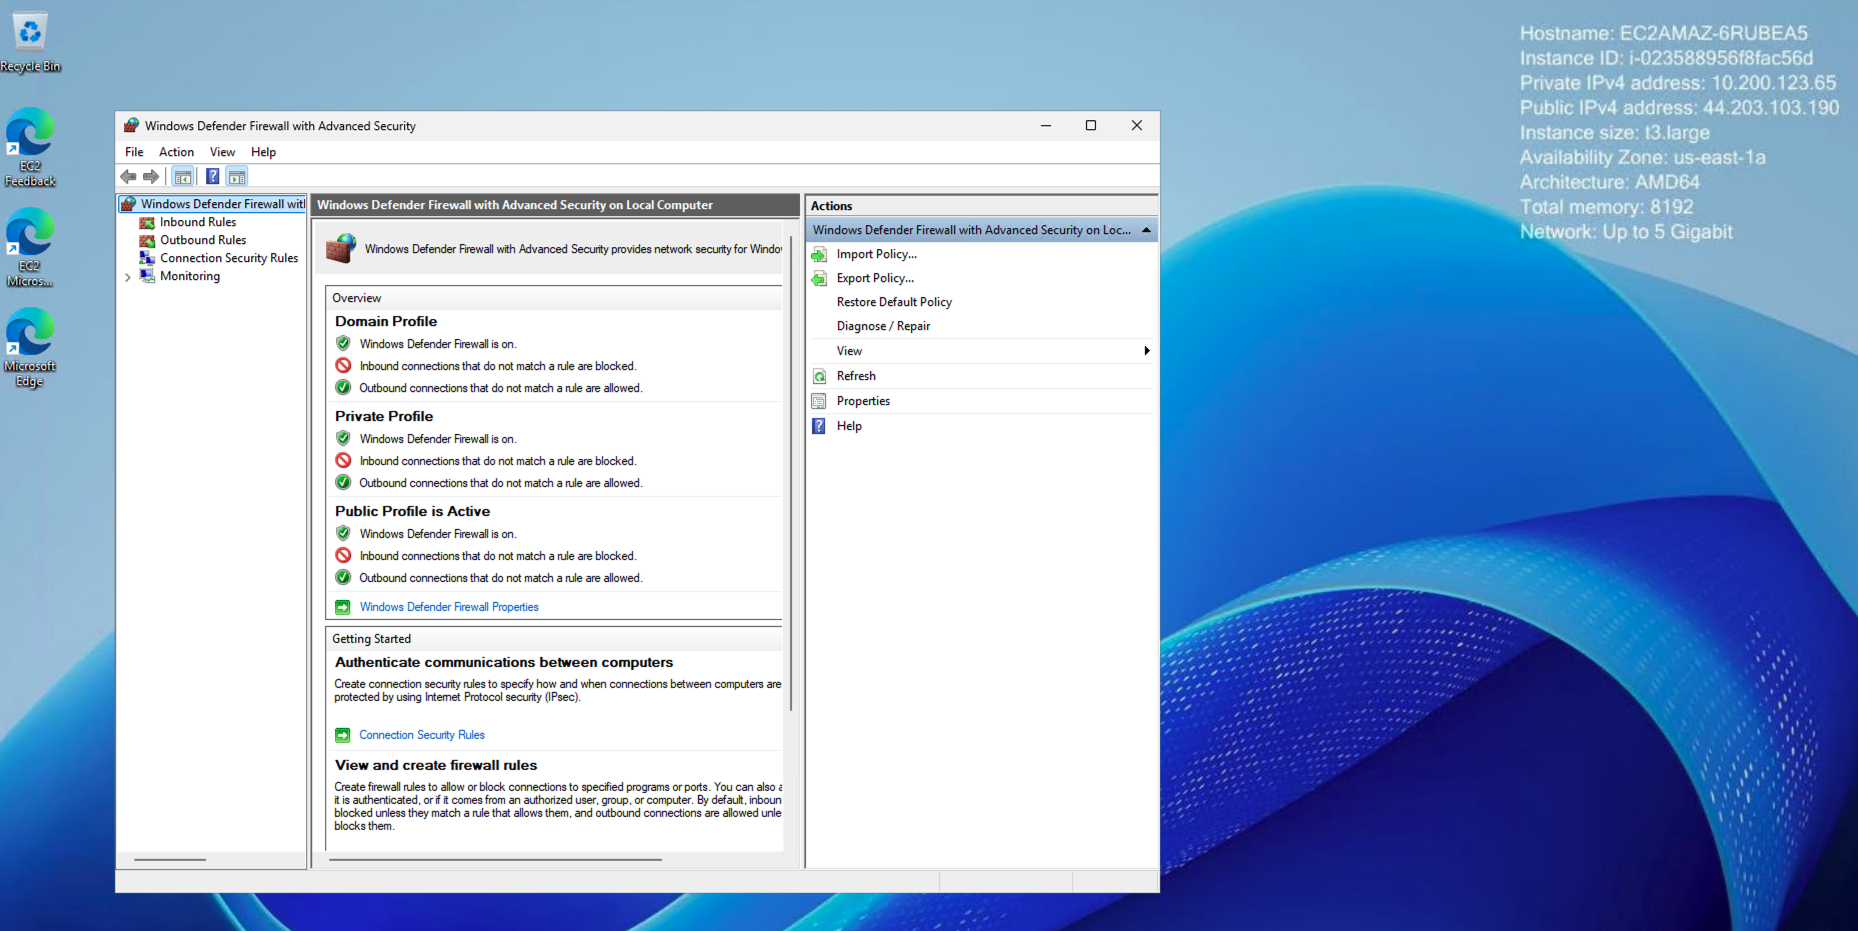 Recycle Bin
EC2
Feedback
EC2
Micros...
Microsoft
Edge
Hostname: EC2AMAZ-6RUBEA5
Instance ID: i-023588956f8fac56d
Private IPv4 address: 10.200.123.65
Public IPv4 address: 44.203.103.190
Instance size: t3.large
Availability Zone: us-east-1a
Architecture: AMD64
Total memory: 8192
Network: Up to 5 Gigabit
Windows Defender Firewall with Advanced Security
File Action View Help
Windows Defender Firewall with
Inbound Rules
Outbound Rules
Connection Security Rules
Monitoring
Windows Defender Firewall with Advanced Security on Local Computer
Windows Defender Firewall with Advanced Security provides network security for Window
Overview
Domain Profile
Windows Defender Firewall is on.
Inbound connections that do not match a rule are blocked.
Outbound connections that do not match a rule are allowed.
Private Profile
Windows Defender Firewall is on.
Inbound connections that do not match a rule are blocked.
Outbound connections that do not match a rule are allowed.
Public Profile is Active
Windows Defender Firewall is on.
Inbound connections that do not match a rule are blocked.
Outbound connections that do not match a rule are allowed.
Windows Defender Firewall Properties
Getting Started
Authenticate communications between computers
Create connection security rules to specify how and when connections between computers are
protected by using Internet Protocol security (IPsec).
Connection Security Rules
View and create firewall rules
Create firewall rules to allow or block connections to specified programs or ports. You can also a
it is authenticated, or if it comes from an authorized user, group, or computer. By default, inboun
blocked unless they match a rule that allows them, and outbound connections are allowed unle
blocks them.
Actions
Windows Defender Firewall with Advanced Security on Loc...
Import Policy...
Export Policy...
Restore Default Policy
Diagnose / Repair
View
Refresh
Properties
Help